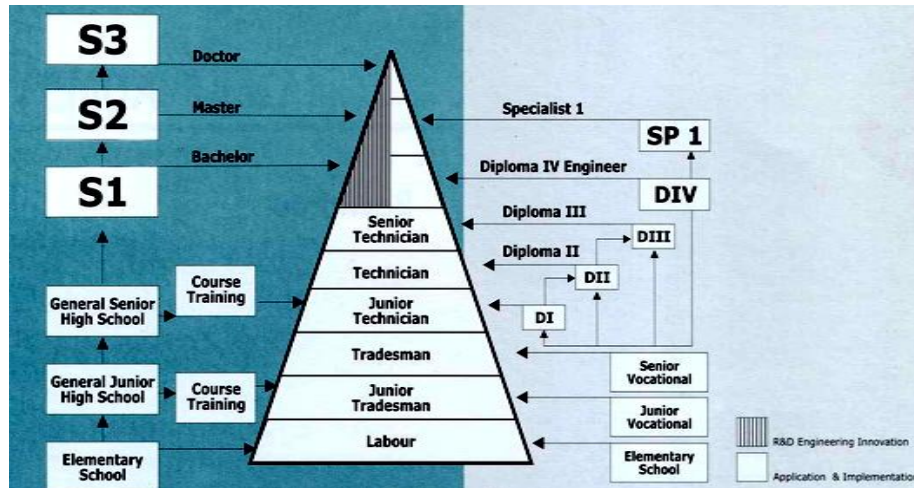 S3
Doctor
S2
Master
Bachelor
S1
General Senior
High School
Course
Training
General Junior
High School
Course
Training
Elementary
School
Senior
Technician
Technician
Junior
Technician
Tradesman
Junior
Tradesman
Labour
Specialist 1
SP 1
Diploma IV Engineer
DIV
Diploma III
DIII
Diploma II
DII
DI
Senior
Vocational
Junior
Vocational
Elementary
School
R&D Engineering Innovation
Application & Implementation